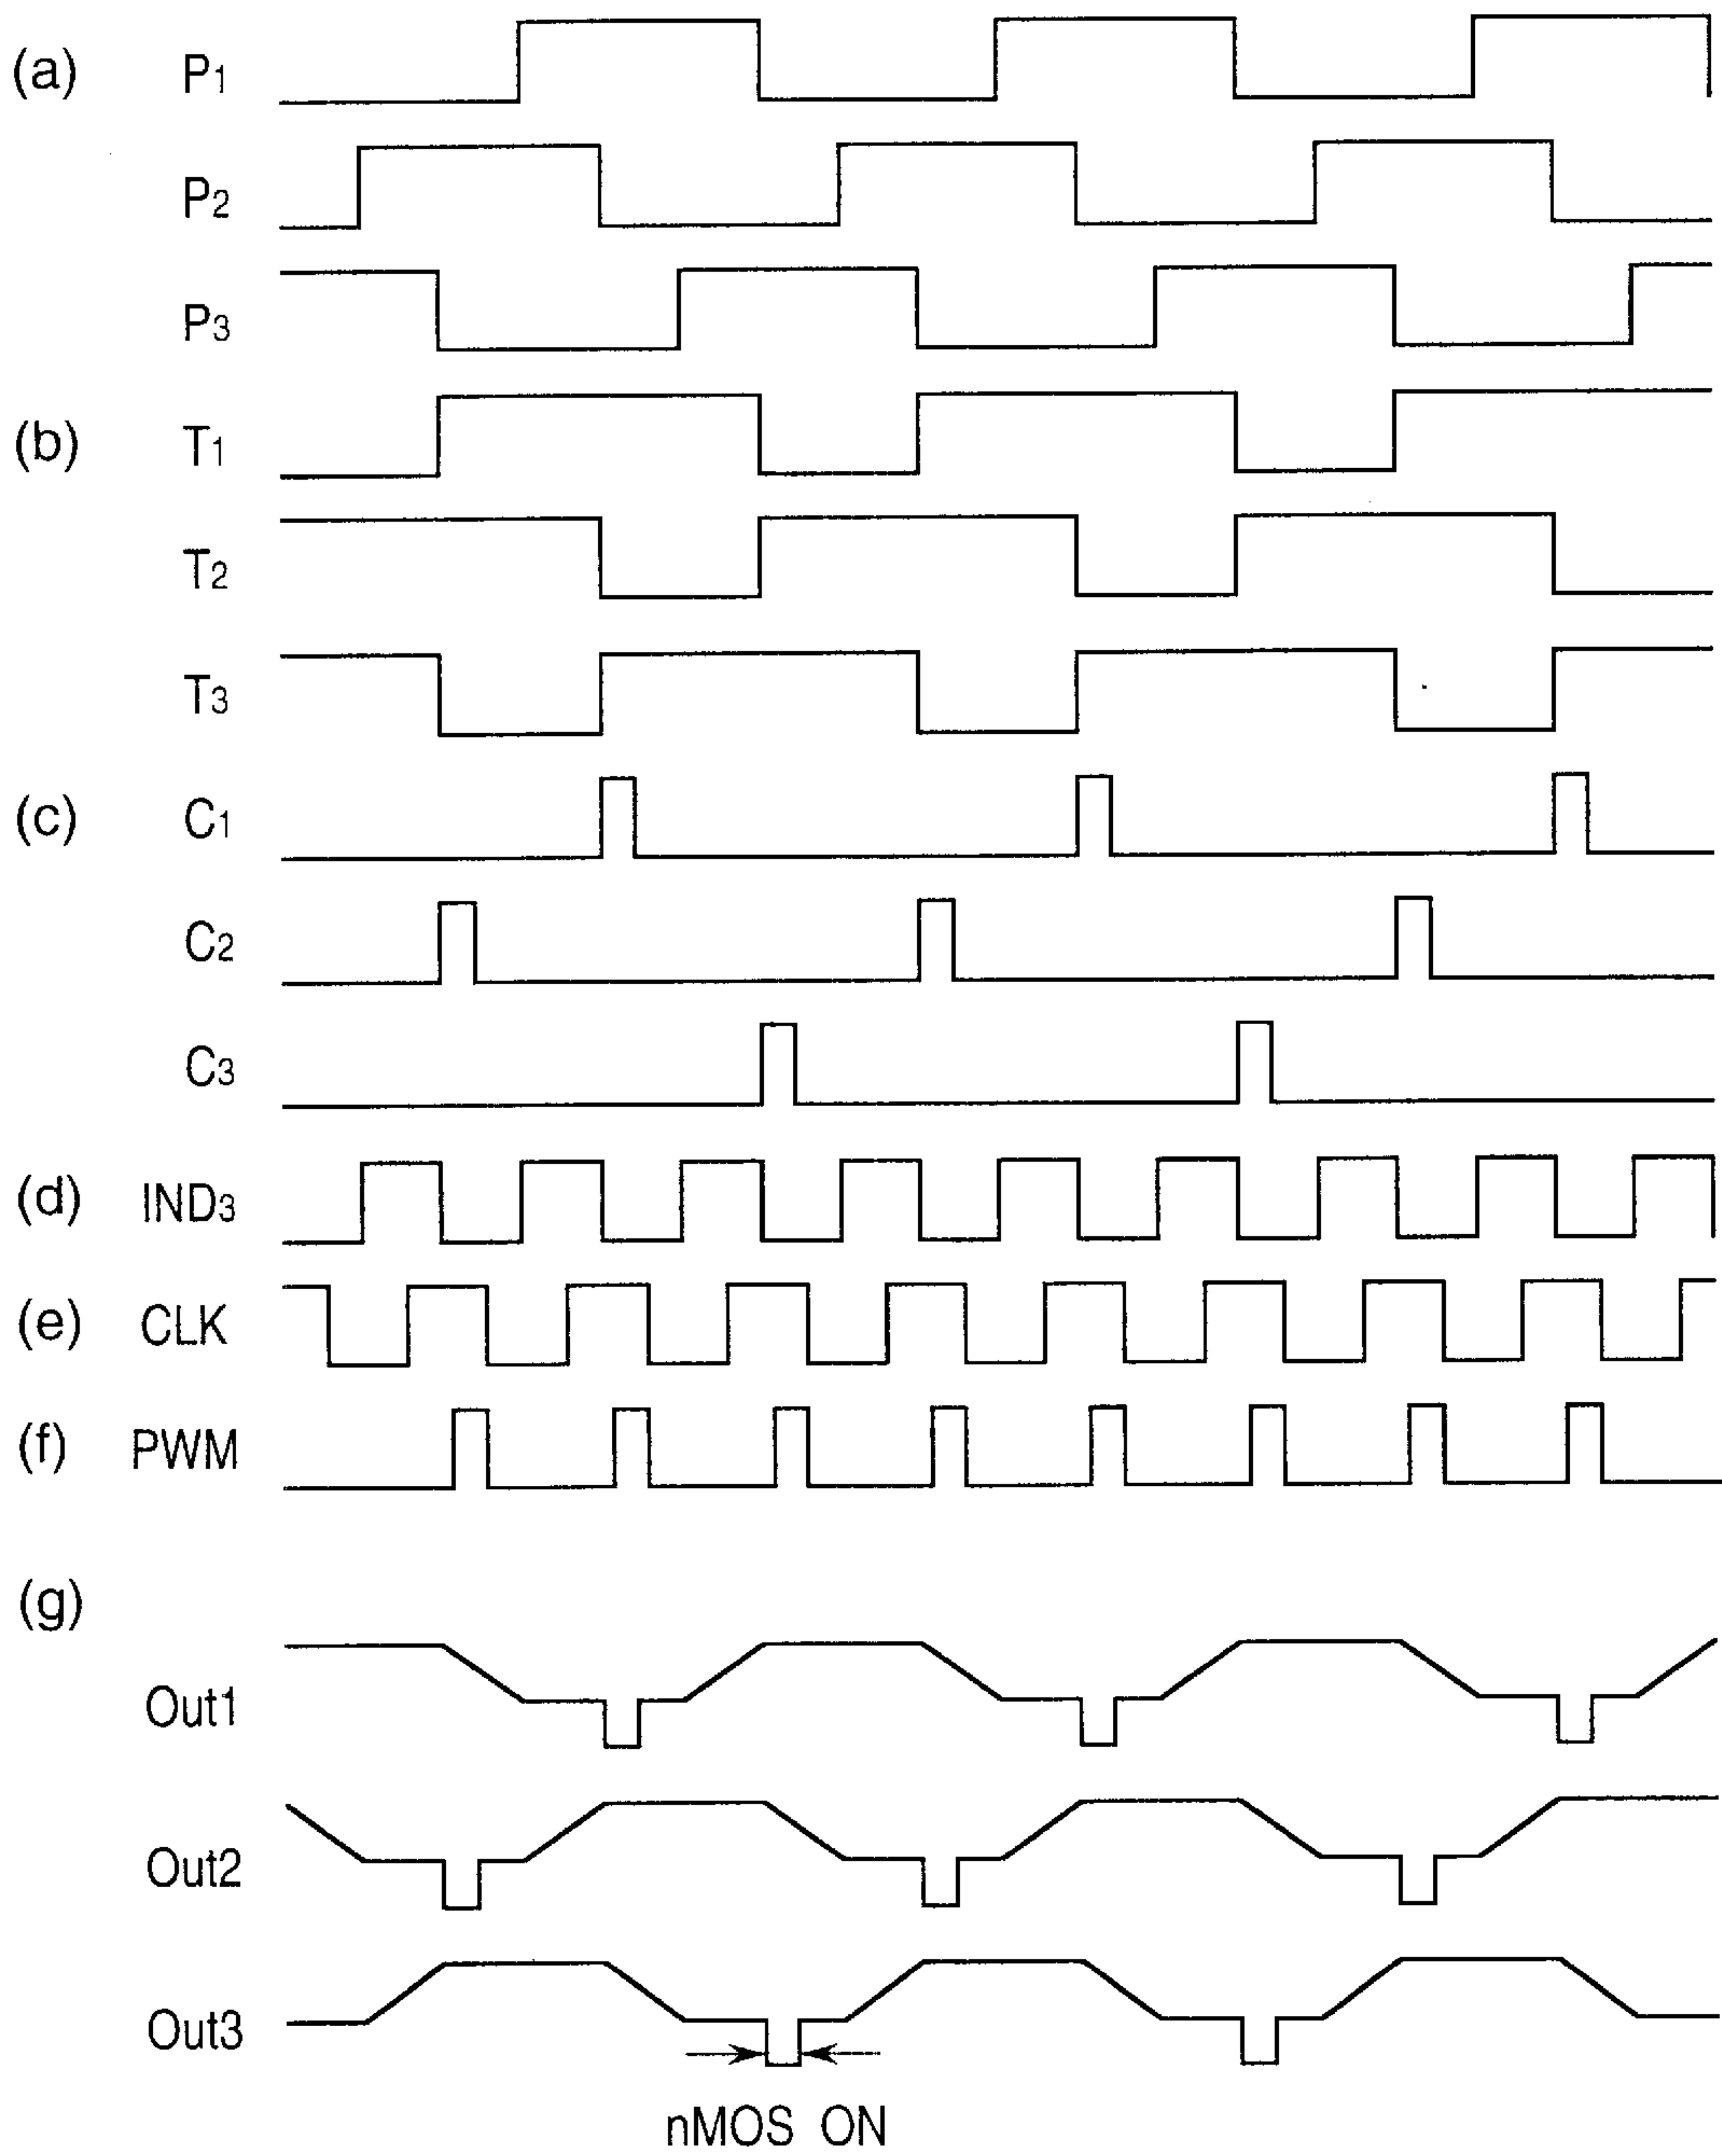 (a) P1
P2
P3
(b) T1
T2
T3
(c) C1
C2
C3
(d) IND3
(e) CLK
(f) PWM
(g)
Out1
Out2
Out3
nMOS ON